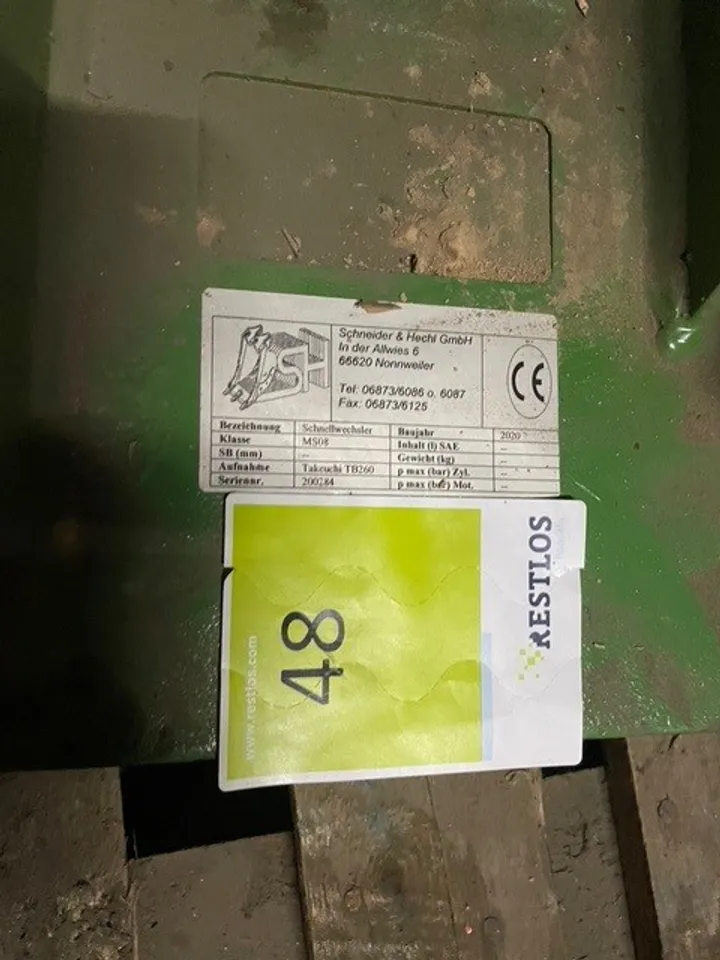 SH
Schneider & Hechl GmbH
In der Allwies 6
66620 Nonnweiler
Tel: 06873/6086 o. 6087
Fax: 06873/6125
CE
Bezeichnung Schnellwechsler Baujahr 2020
Klasse MS08 Inhalt (l) SAE --
SB (mm) -- Gewicht (kg) --
Aufnahme Takeuchi TB260 p max (bar) Zyl. --
Seriennr. 200284 p max (bar) Mot. --
www.restlos.com
48
RESTLOS